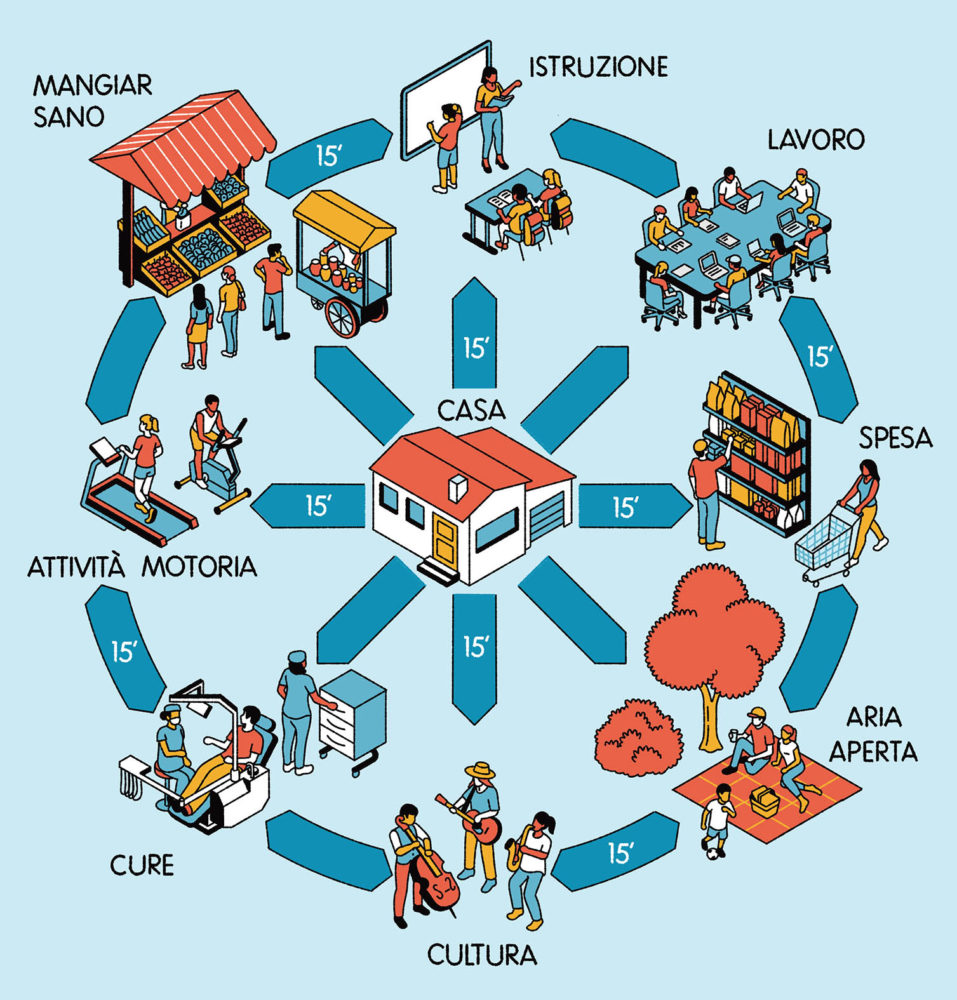 ISTRUZIONE
MANGIAR
SANO
LAVORO
15'
15'
15'
CASA
SPESA
15'
15'
ATTIVITÀ MOTORIA
15'
15'
ARIA
APERTA
15'
CURE
CULTURA